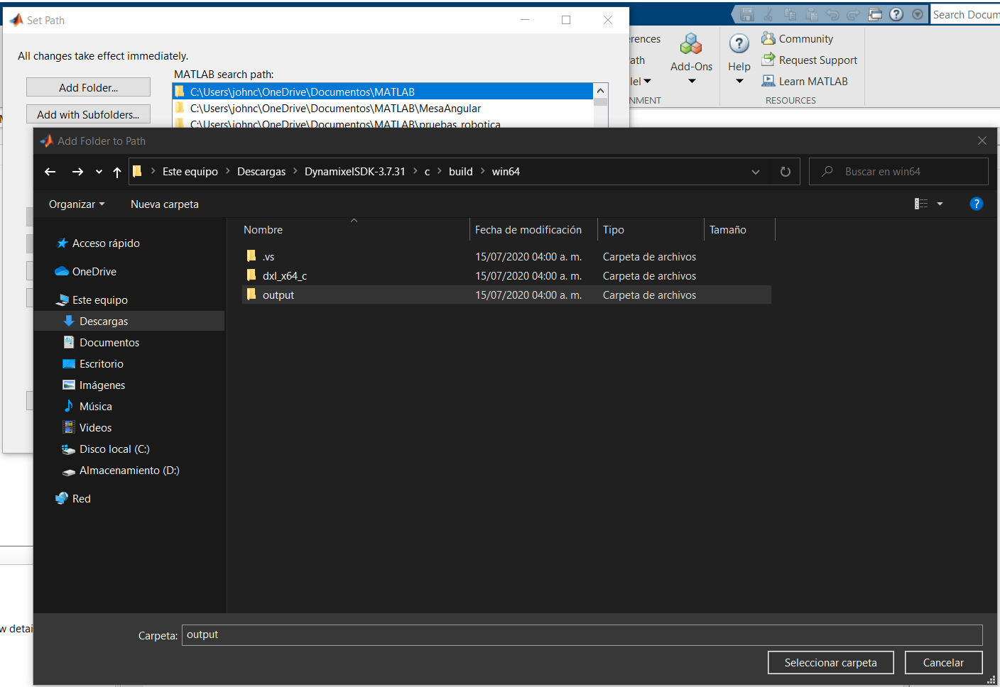 Set Path
Search Docum
All changes take effect immediately.
MATLAB search path:
Add Folder...
Add with Subfolders...
C:\Users\johnc\OneDrive\Documentos\MATLAB
C:\Users\johnc\OneDrive\Documentos\MATLAB\MesaAngular
C:\Users\johnc\OneDrive\Documentos\MATLAB\pruebas_robotica
erences
ath
lel
Add-Ons
Help
Community
Request Support
Learn MATLAB
NMENT
RESOURCES
Add Folder to Path
Este equipo
Descargas
DynamixelSDK-3.7.31
c
build
win64
Buscar en win64
Organizar
Nueva carpeta
Nombre
Fecha de modificación
Tipo
Tamaño
.vs 15/07/2020 04:00 a. m. Carpeta de archivos
dxl_x64_c 15/07/2020 04:00 a. m. Carpeta de archivos
output 15/07/2020 04:00 a. m. Carpeta de archivos
Acceso rápido
OneDrive
Este equipo
Descargas
Documentos
Escritorio
Imágenes
Música
Videos
Disco local (C:)
Almacenamiento (D:)
Red
w detai
Carpeta: output
Seleccionar carpeta
Cancelar